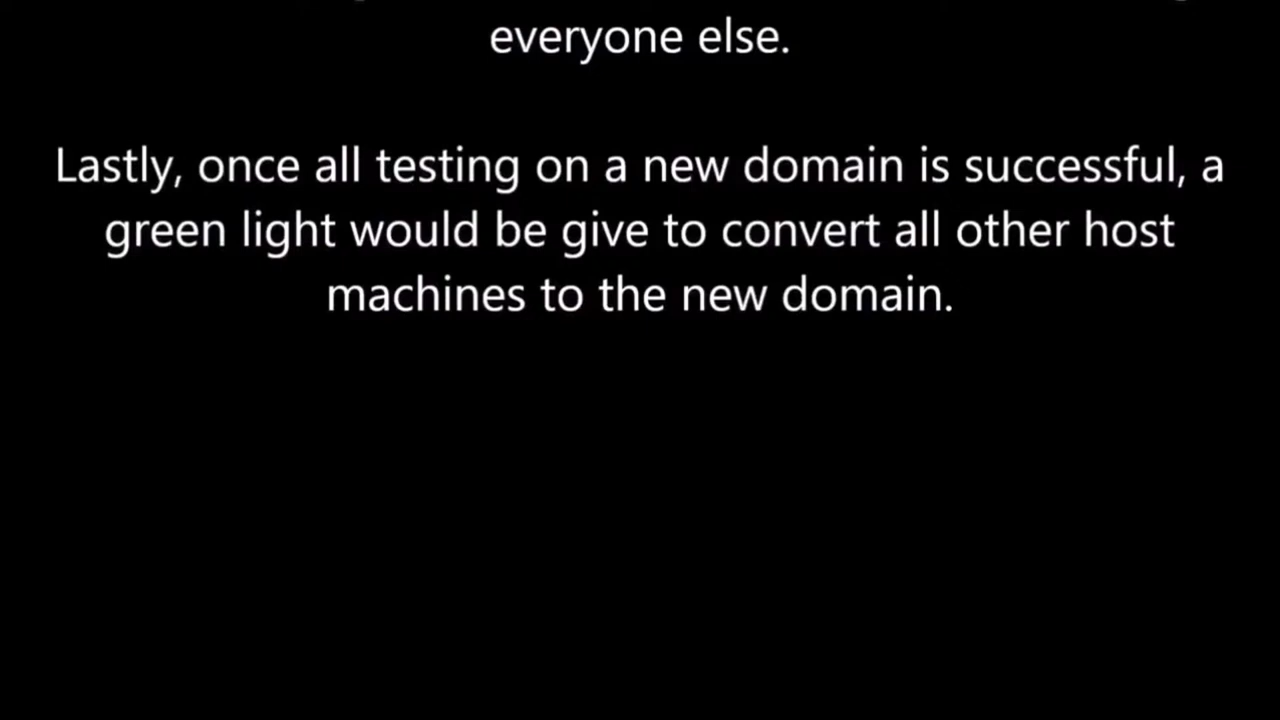 everyone else.
Lastly, once all testing on a new domain is successful, a
green light would be give to convert all other host
machines to the new domain.